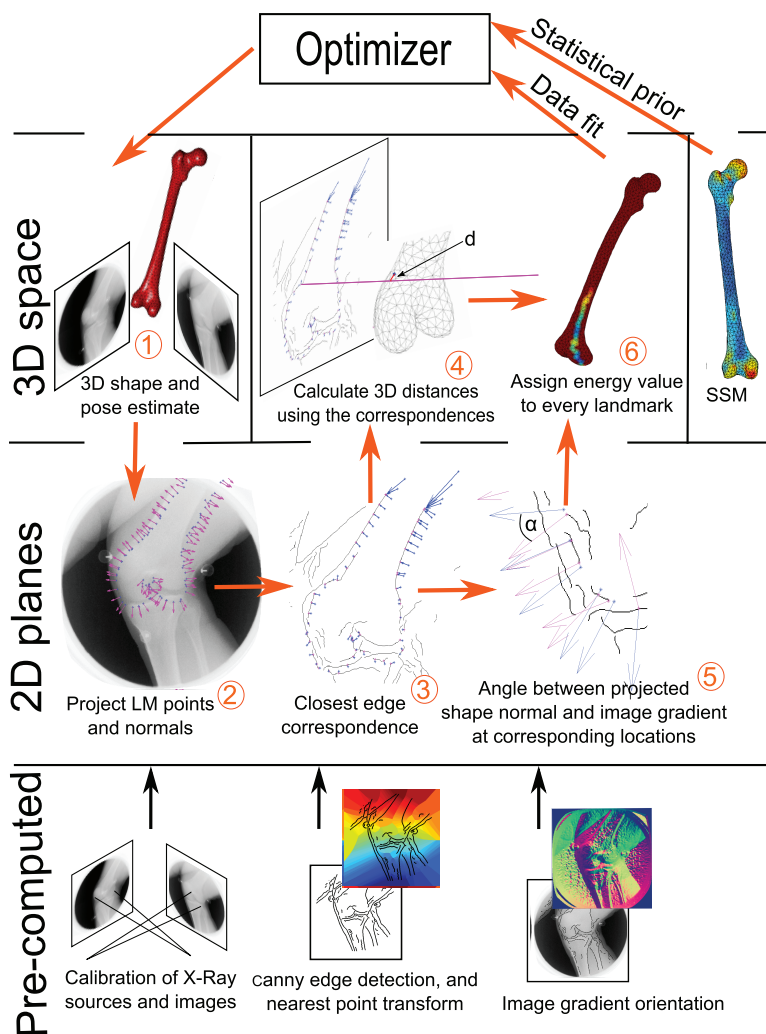 Optimizer
Statistical prior
Data fit
3D space
d
①
3D shape and
pose estimate
④
Calculate 3D distances
using the correspondences
⑥
Assign energy value
to every landmark
SSM
2D planes
②
Project LM points
and normals
③
Closest edge
correspondence
α
⑤
Angle between projected
shape normal and image gradient
at corresponding locations
Pre-computed
Calibration of X-Ray
sources and images
canny edge detection, and
nearest point transform
Image gradient orientation